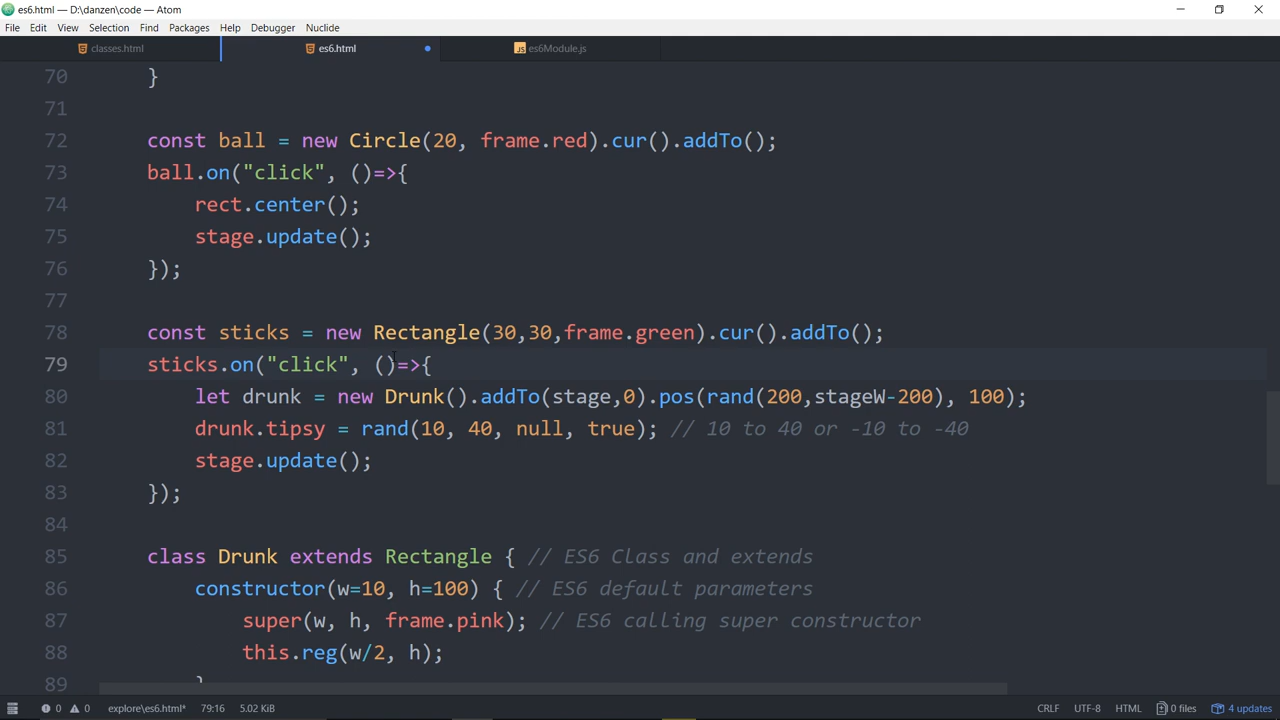 es6.html — D:\danzen\code — Atom
File Edit View Selection Find Packages Help Debugger Nuclide
classes.html es6.html es6Module.js
70 }
71
72 const ball = new Circle(20, frame.red).cur().addTo();
73 ball.on("click", ()=>{
74 rect.center();
75 stage.update();
76 });
77
78 const sticks = new Rectangle(30,30,frame.green).cur().addTo();
79 sticks.on("click", ()=>{
80 let drunk = new Drunk().addTo(stage,0).pos(rand(200,stageW-200), 100);
81 drunk.tipsy = rand(10, 40, null, true); // 10 to 40 or -10 to -40
82 stage.update();
83 });
84
85 class Drunk extends Rectangle { // ES6 Class and extends
86 constructor(w=10, h=100) { // ES6 default parameters
87 super(w, h, frame.pink); // ES6 calling super constructor
88 this.reg(w/2, h);
89 }
0 0 explore\es6.html* 79:16 5.02 KiB CRLF UTF-8 HTML 0 files 4 updates